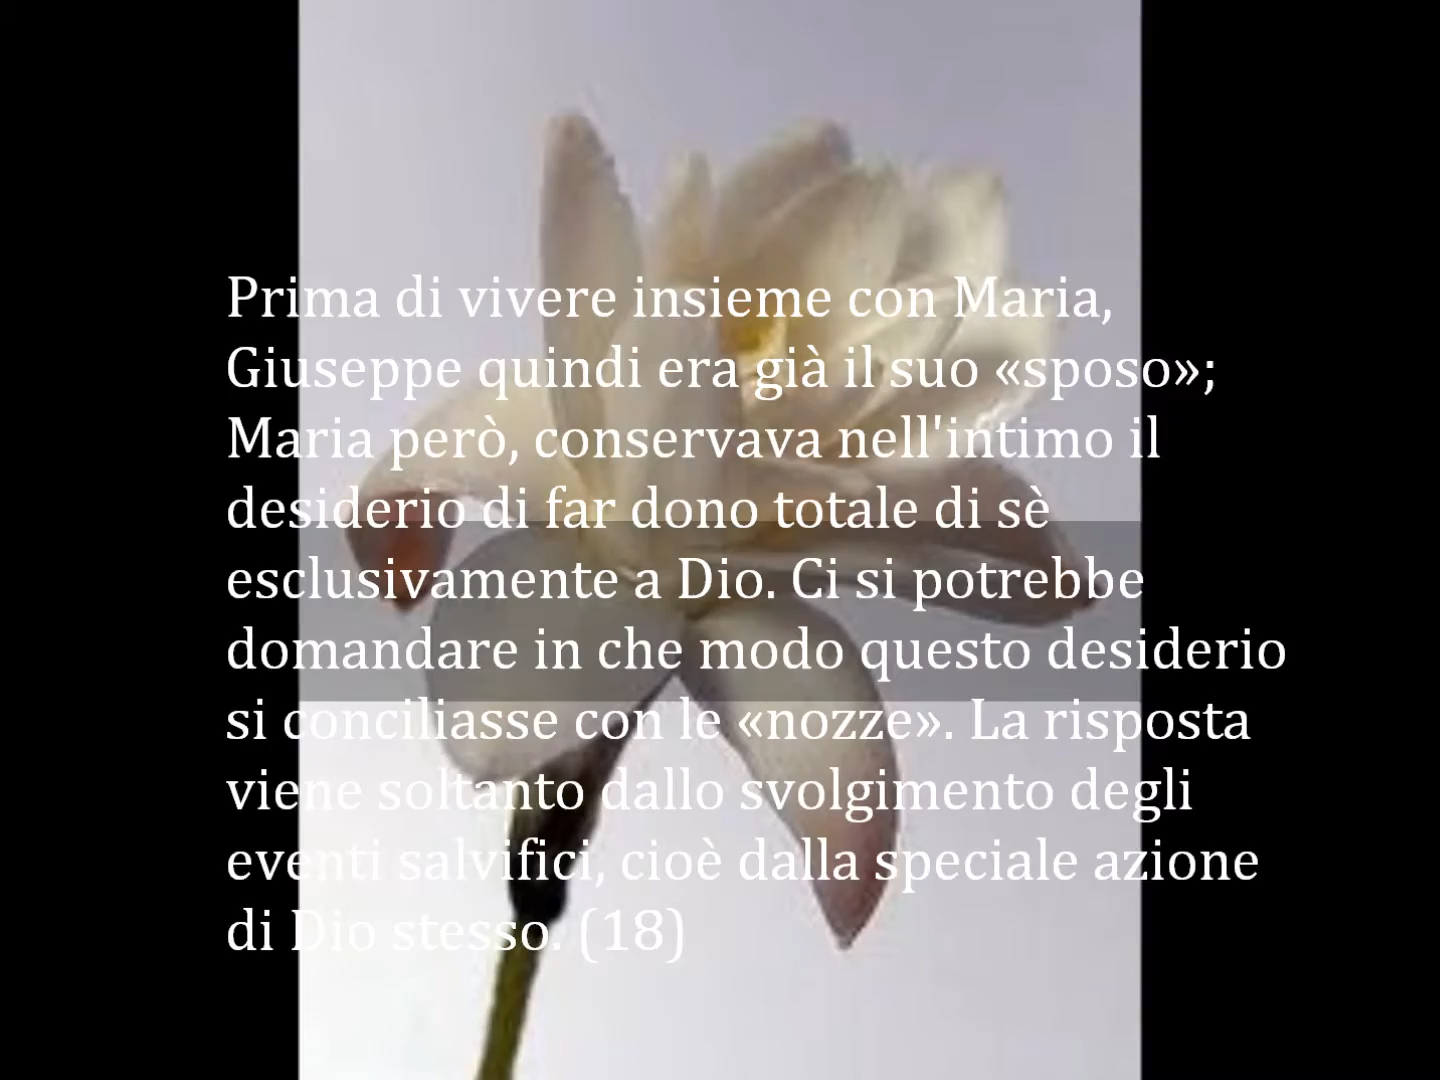 Prima di vivere insieme con Maria,
Giuseppe quindi era già il suo «sposo»;
Maria però, conservava nell'intimo il
desiderio di far dono totale di sè
esclusivamente a Dio. Ci si potrebbe
domandare in che modo questo desiderio
si conciliasse con le «nozze». La risposta
viene soltanto dallo svolgimento degli
eventi salvifici, cioè dalla speciale azione
di Dio stesso. (18)